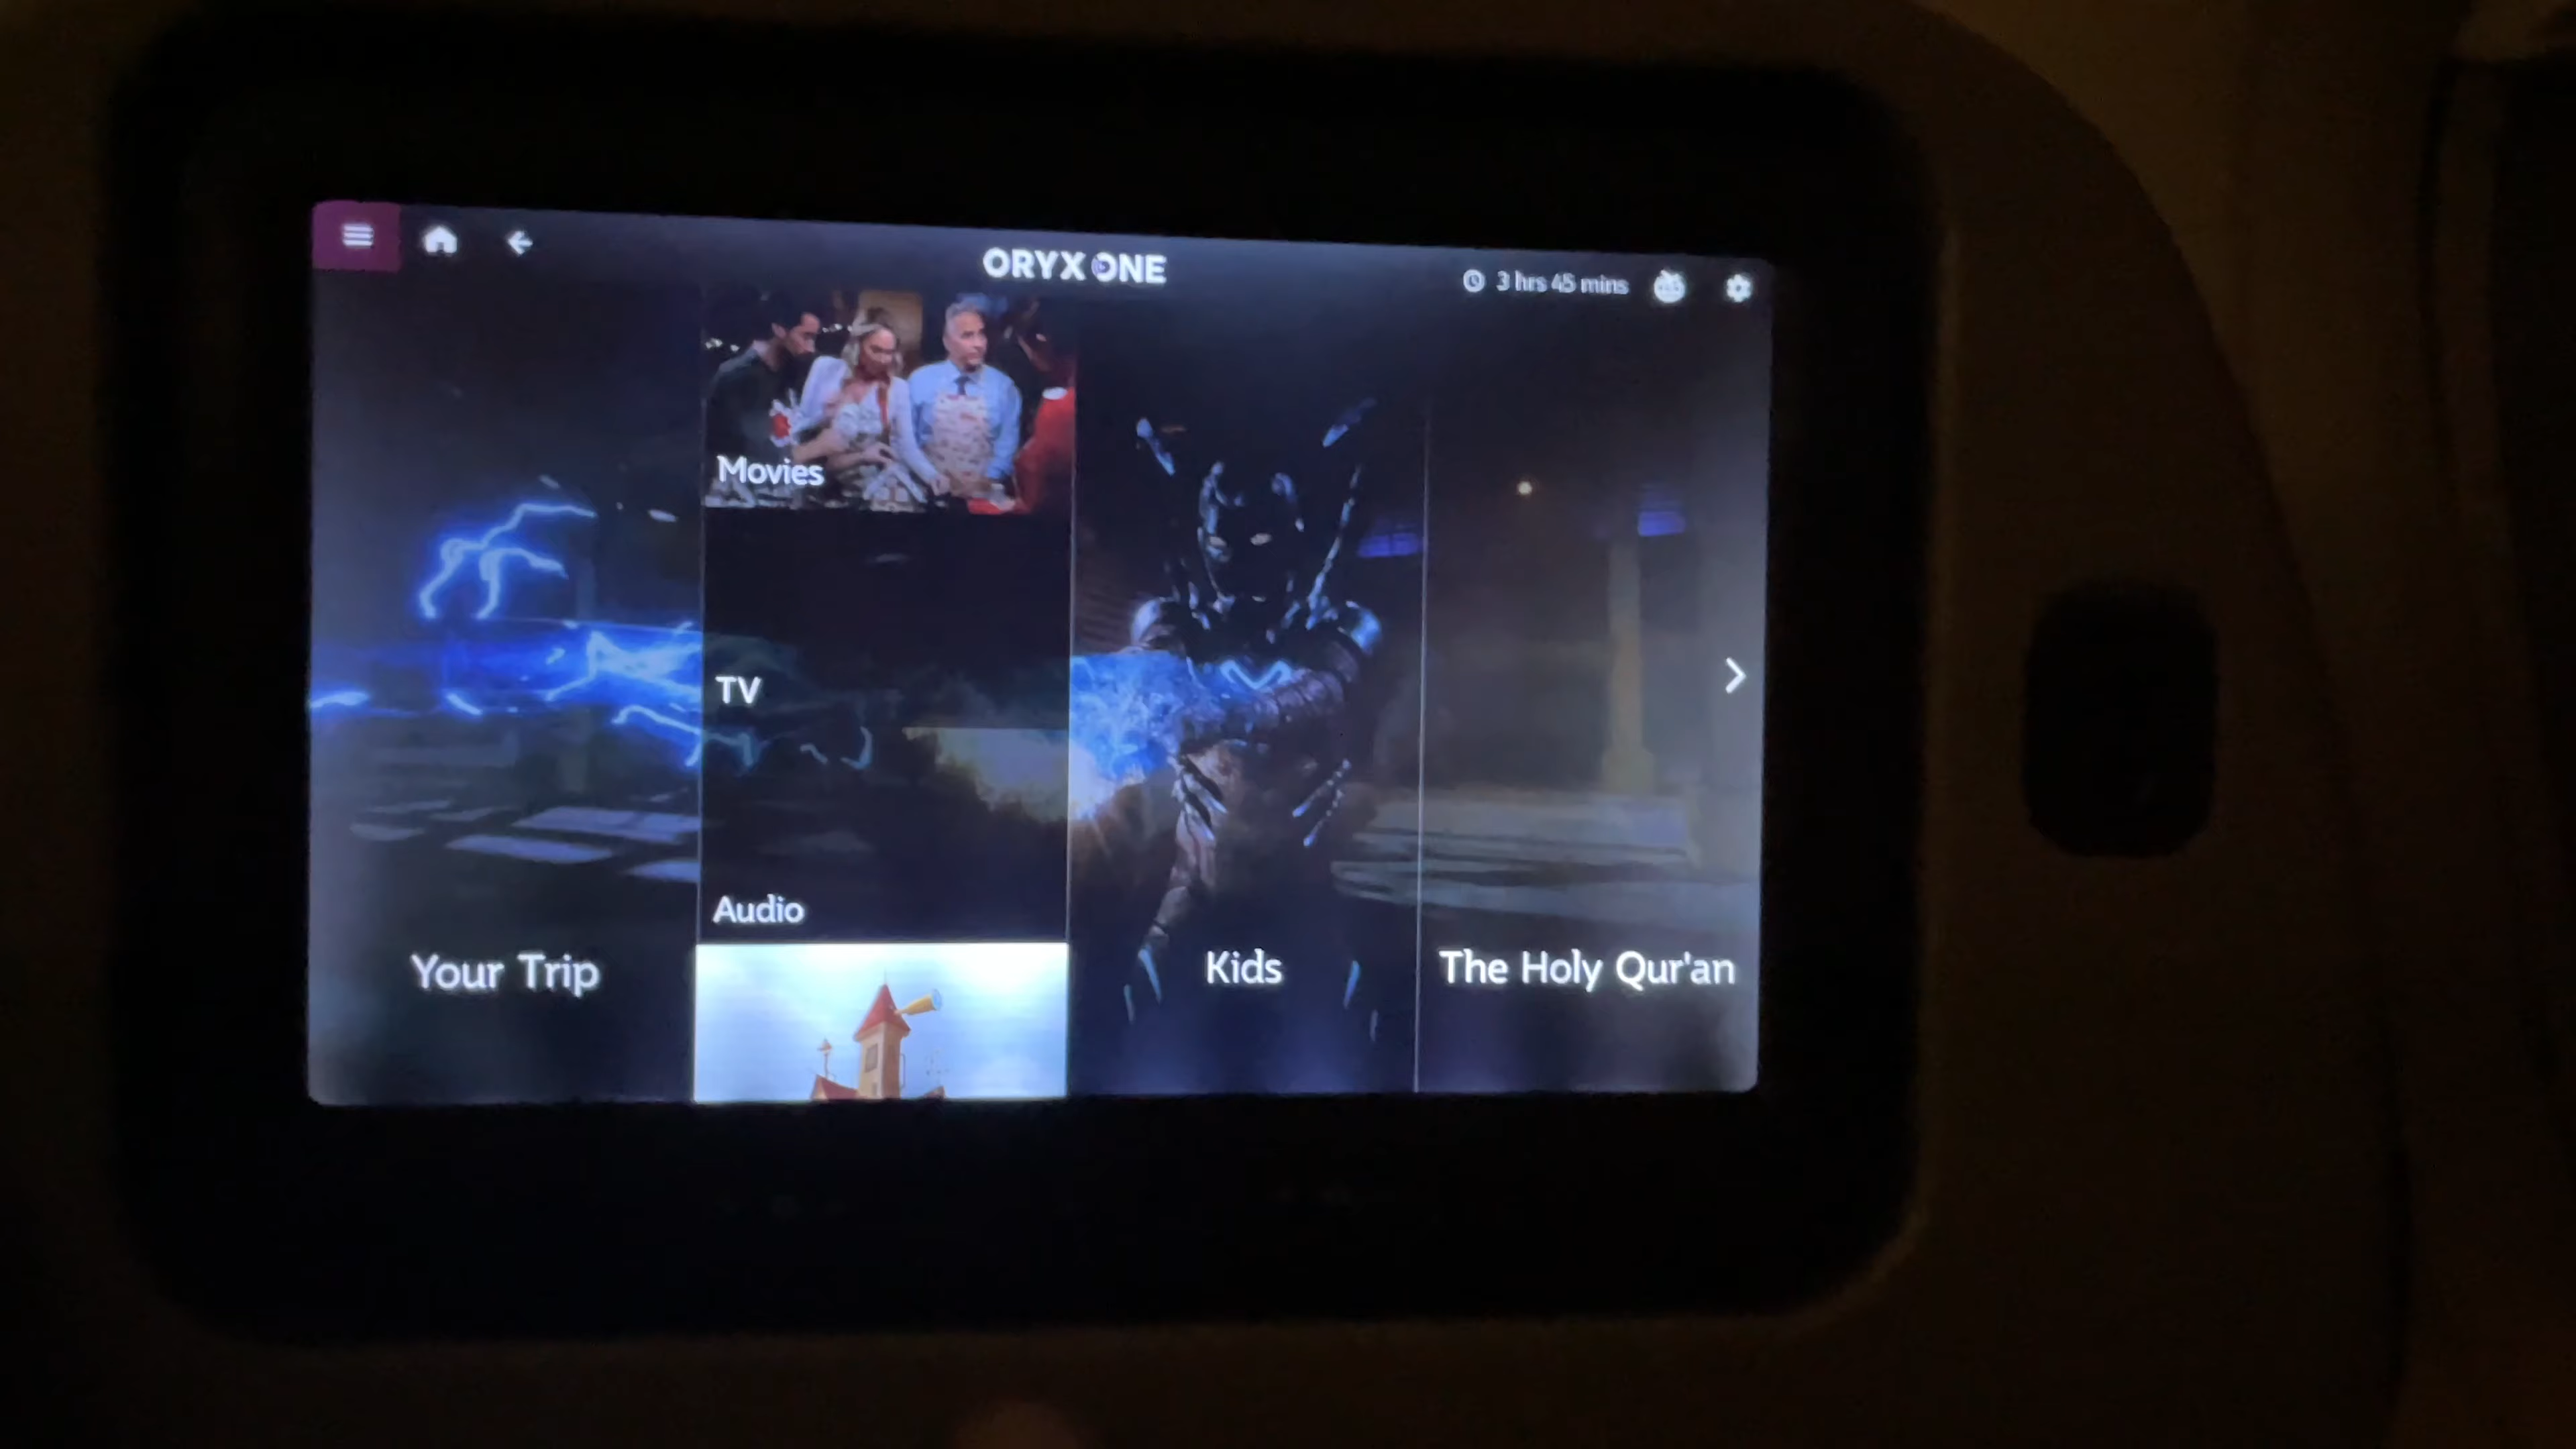 ORYX ONE
3 hrs 45 mins
Movies
TV
Audio
Your Trip
Kids
The Holy Qur'an